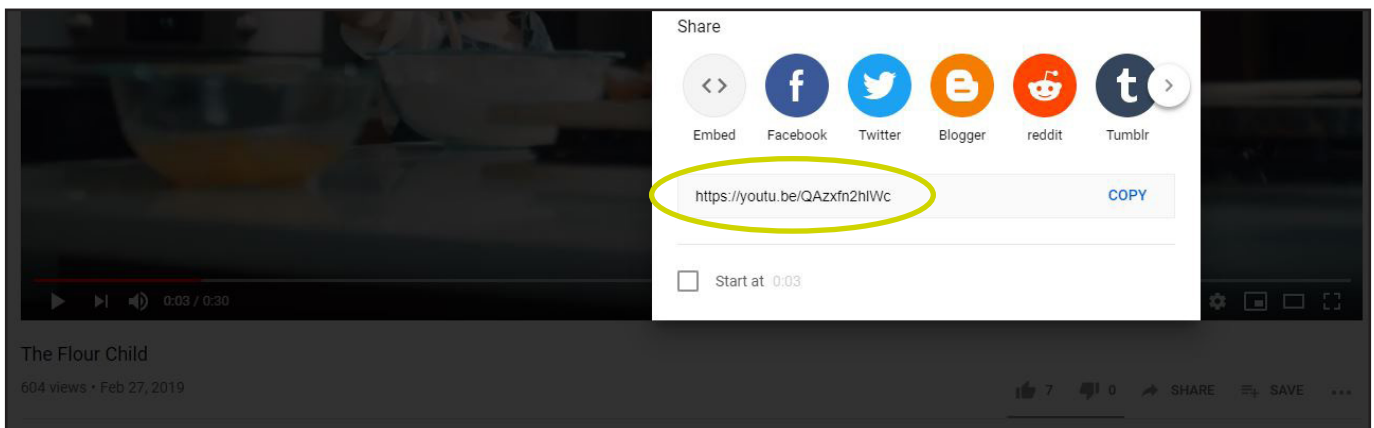 Share
Embed Facebook Twitter Blogger reddit Tumblr
https://youtu.be/QAzxfn2hIWc COPY
Start at 0:03
0:03 / 0:30
The Flour Child
604 views • Feb 27, 2019
7 0 SHARE SAVE